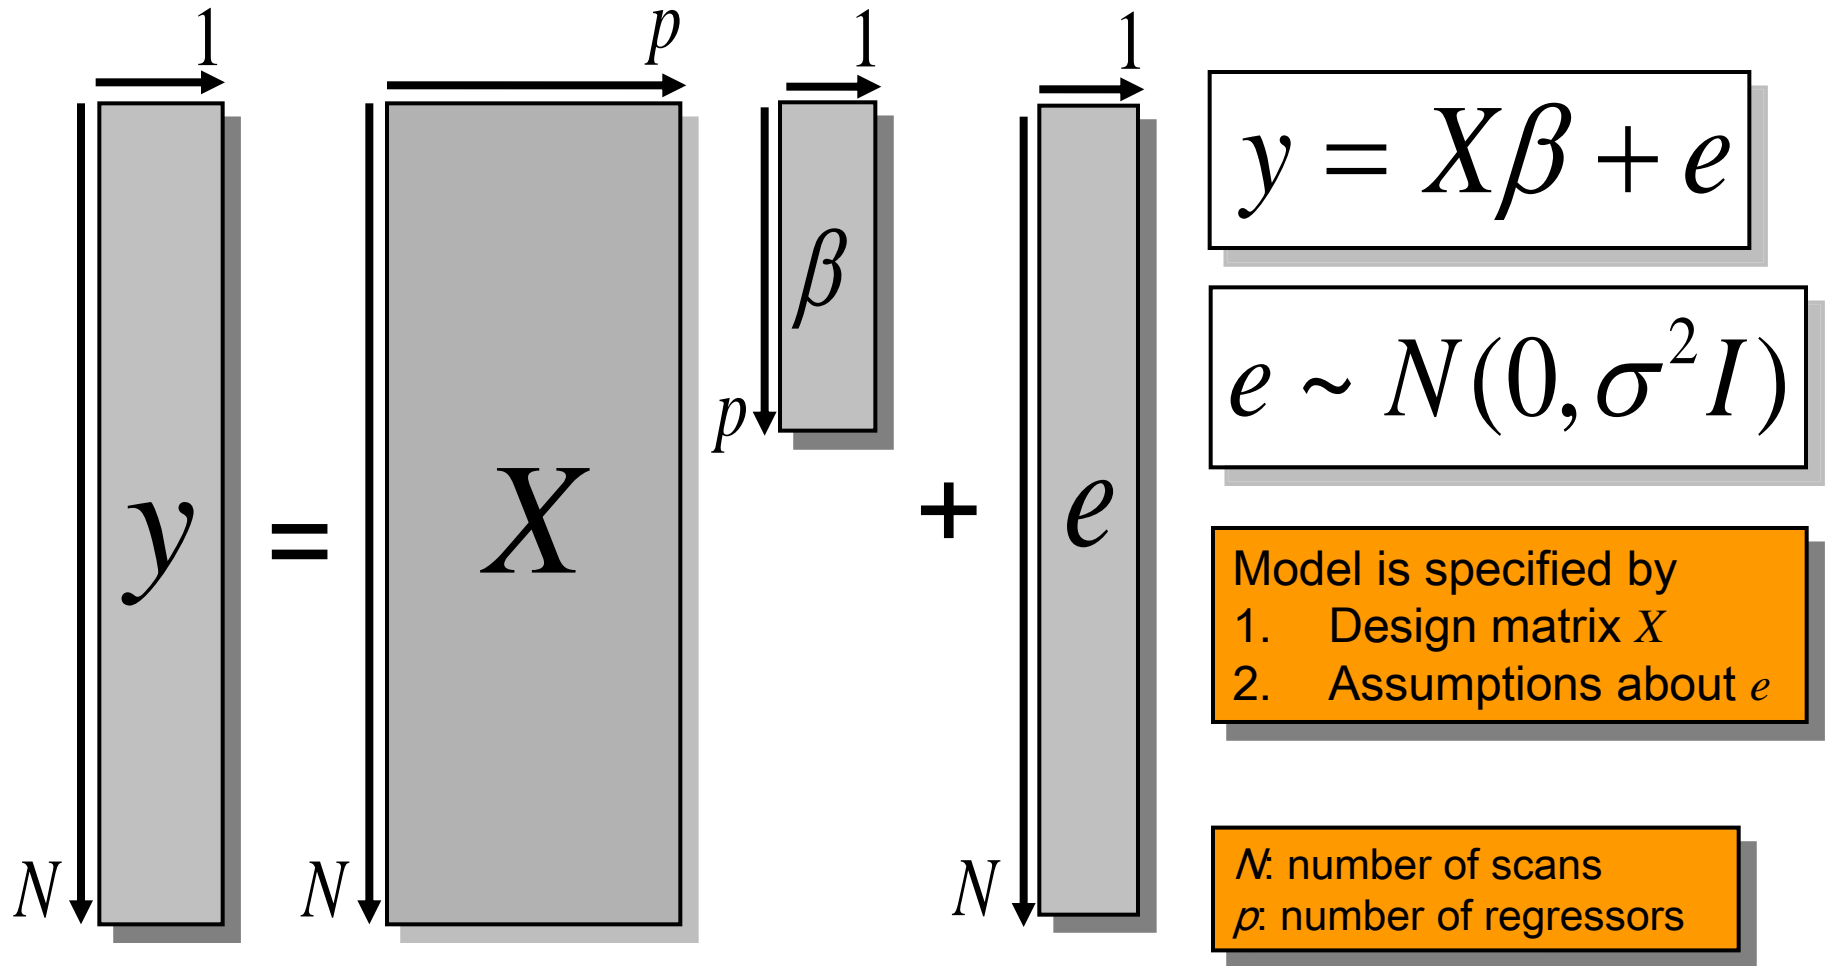 1
p
1
1
N
y
=
N
X
p
β
+
N
e
y = Xβ + e
e ~ N(0, σ²I)
Model is specified by
1. Design matrix X
2. Assumptions about e
N: number of scans
p: number of regressors